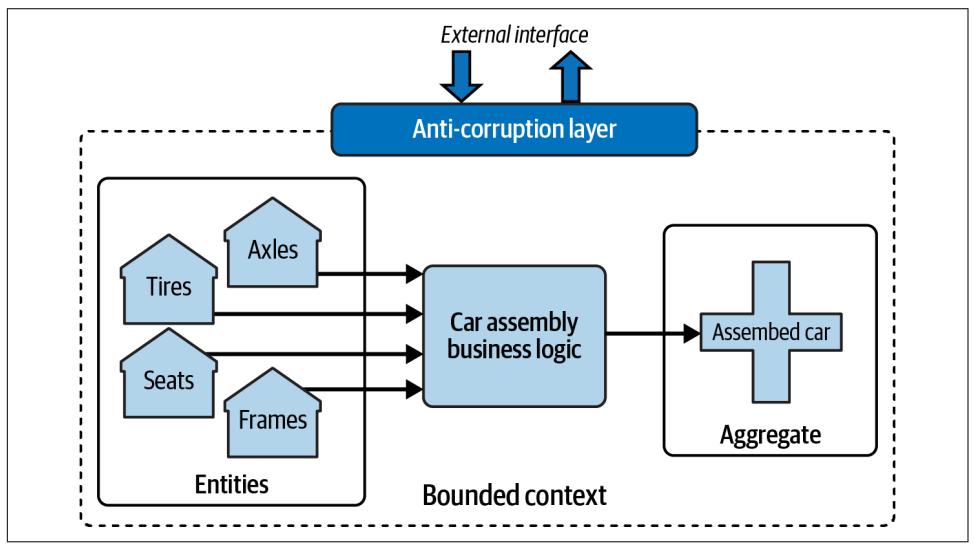 External interface
Anti-corruption layer
Axles
Tires
Seats
Frames
Entities
Car assembly
business logic
Assembed car
Aggregate
Bounded context